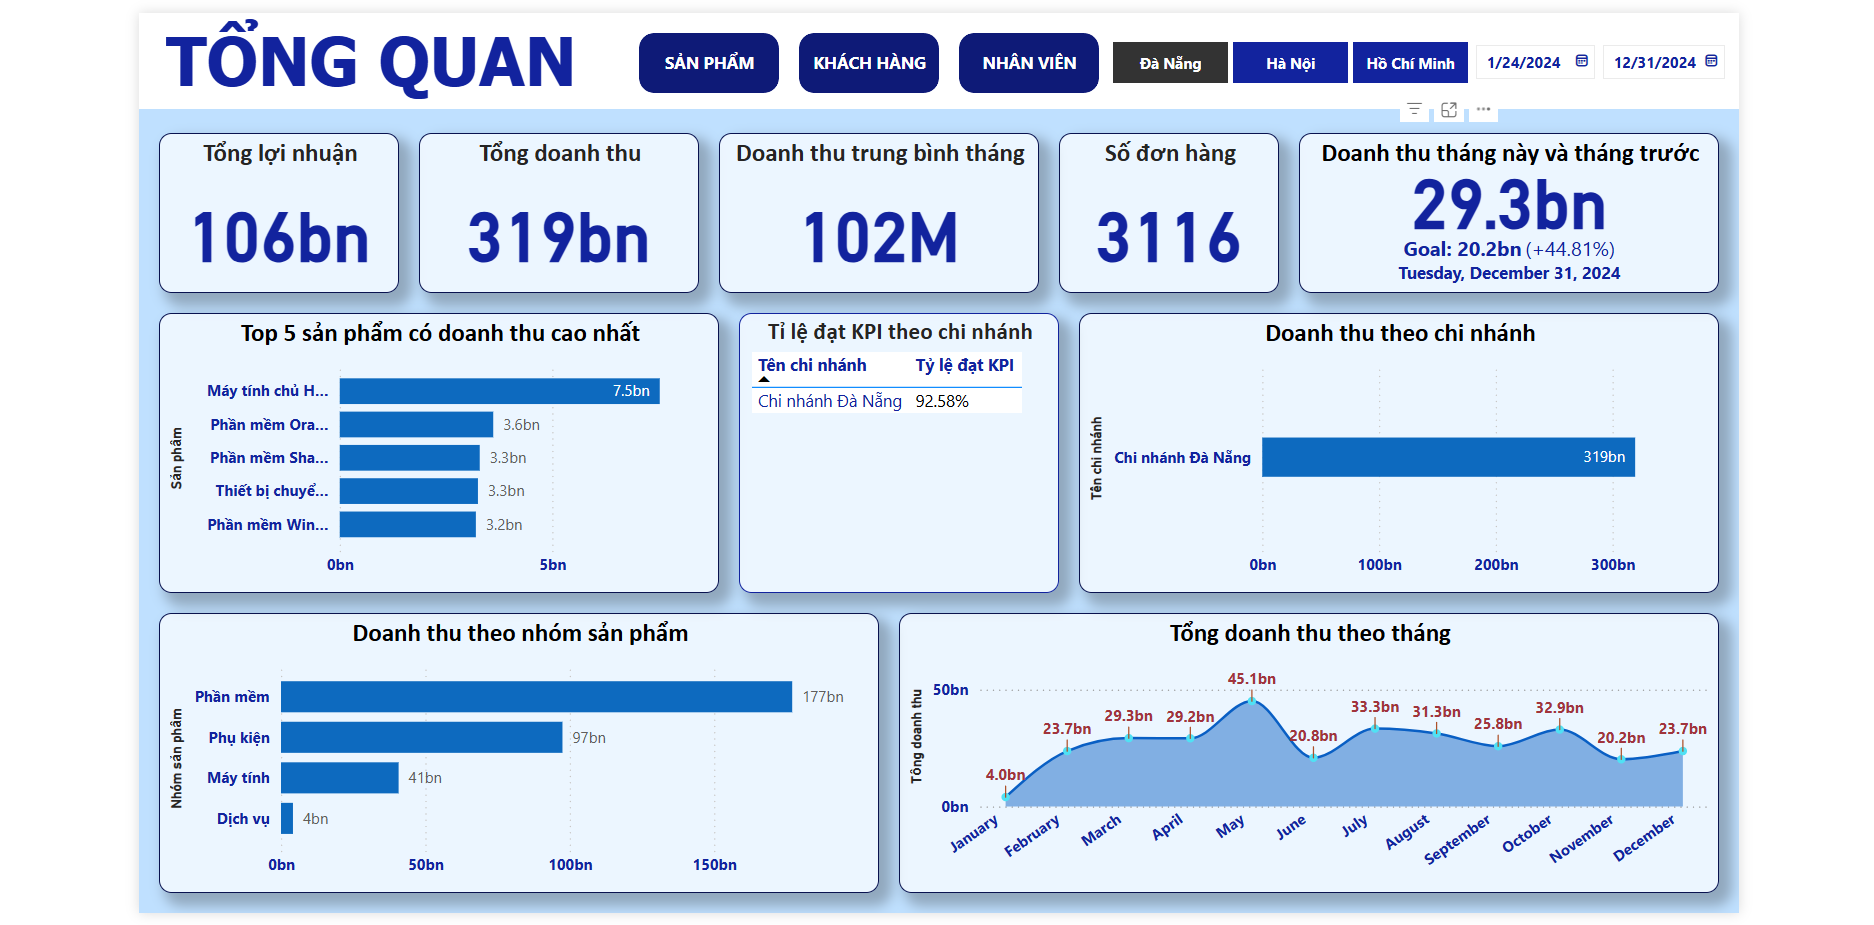 TỔNG QUAN
SẢN PHẨM
KHÁCH HÀNG
NHÂN VIÊN
Đà Nẵng
Hà Nội
Hồ Chí Minh
1/24/2024
12/31/2024
Tổng lợi nhuận
106bn
Tổng doanh thu
319bn
Doanh thu trung bình tháng
102M
Số đơn hàng
3116
Doanh thu tháng này và tháng trước
29.3bn
Goal: 20.2bn (+44.81%)
Tuesday, December 31, 2024
Top 5 sản phẩm có doanh thu cao nhất
Sản phẩm
Máy tính chủ H... 7.5bn
Phần mềm Ora... 3.6bn
Phần mềm Sha... 3.3bn
Thiết bị chuyể... 3.3bn
Phần mềm Win... 3.2bn
0bn 5bn
Tỉ lệ đạt KPI theo chi nhánh
Tên chi nhánh Tỷ lệ đạt KPI
Chi nhánh Đà Nẵng 92.58%
Doanh thu theo chi nhánh
Tên chi nhánh
Chi nhánh Đà Nẵng 319bn
0bn 100bn 200bn 300bn
Doanh thu theo nhóm sản phẩm
Nhóm sản phẩm
Phần mềm 177bn
Phụ kiện 97bn
Máy tính 41bn
Dịch vụ 4bn
0bn 50bn 100bn 150bn
Tổng doanh thu theo tháng
Tổng doanh thu
50bn
0bn
4.0bn 23.7bn 29.3bn 29.2bn 45.1bn 20.8bn 33.3bn 31.3bn 25.8bn 32.9bn 20.2bn 23.7bn
January February March April May June July August September October November December